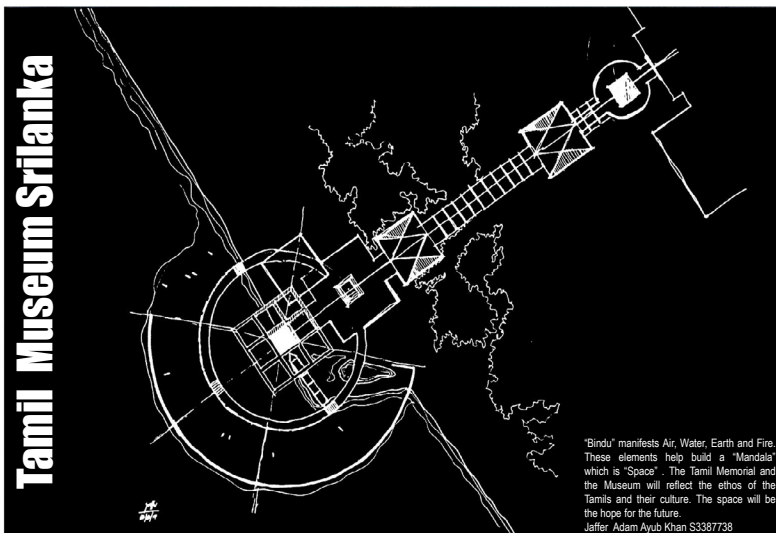 Tamil Museum Srilanka
"Bindu" manifests Air, Water, Earth and Fire.
These elements help build a "Mandala"
which is "Space" . The Tamil Memorial and
the Museum will reflect the ethos of the
Tamils and their culture. The space will be
the hope for the future.
Jaffer Adam Ayub Khan S3387738